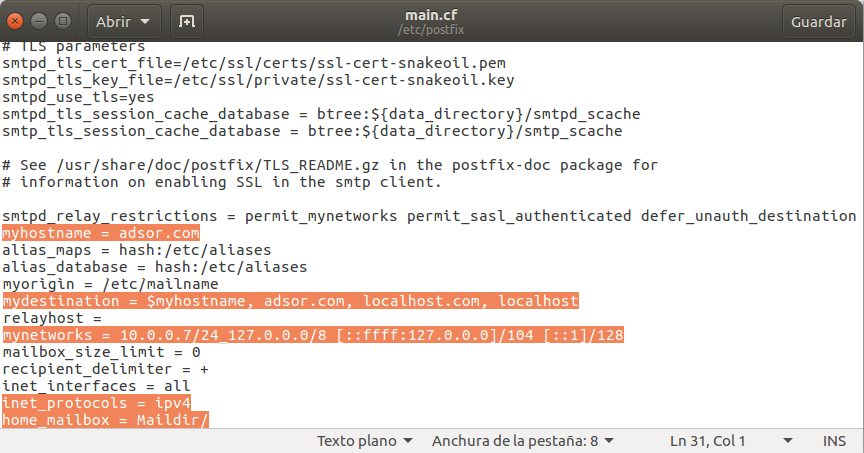 Abrir
main.cf
/etc/postfix
Guardar
# TLS parameters
smtpd_tls_cert_file=/etc/ssl/certs/ssl-cert-snakeoil.pem
smtpd_tls_key_file=/etc/ssl/private/ssl-cert-snakeoil.key
smtpd_use_tls=yes
smtpd_tls_session_cache_database = btree:${data_directory}/smtpd_scache
smtp_tls_session_cache_database = btree:${data_directory}/smtp_scache
# See /usr/share/doc/postfix/TLS_README.gz in the postfix-doc package for
# information on enabling SSL in the smtp client.
smtpd_relay_restrictions = permit_mynetworks permit_sasl_authenticated defer_unauth_destination
myhostname = adsor.com
alias_maps = hash:/etc/aliases
alias_database = hash:/etc/aliases
myorigin = /etc/mailname
mydestination = $myhostname, adsor.com, localhost.com, localhost
relayhost =
mynetworks = 10.0.0.7/24_127.0.0.0/8 [::ffff:127.0.0.0]/104 [::1]/128
mailbox_size_limit = 0
recipient_delimiter = +
inet_interfaces = all
inet_protocols = ipv4
home_mailbox = Maildir/
Texto plano
Anchura de la pestaña: 8
Ln 31, Col 1
INS